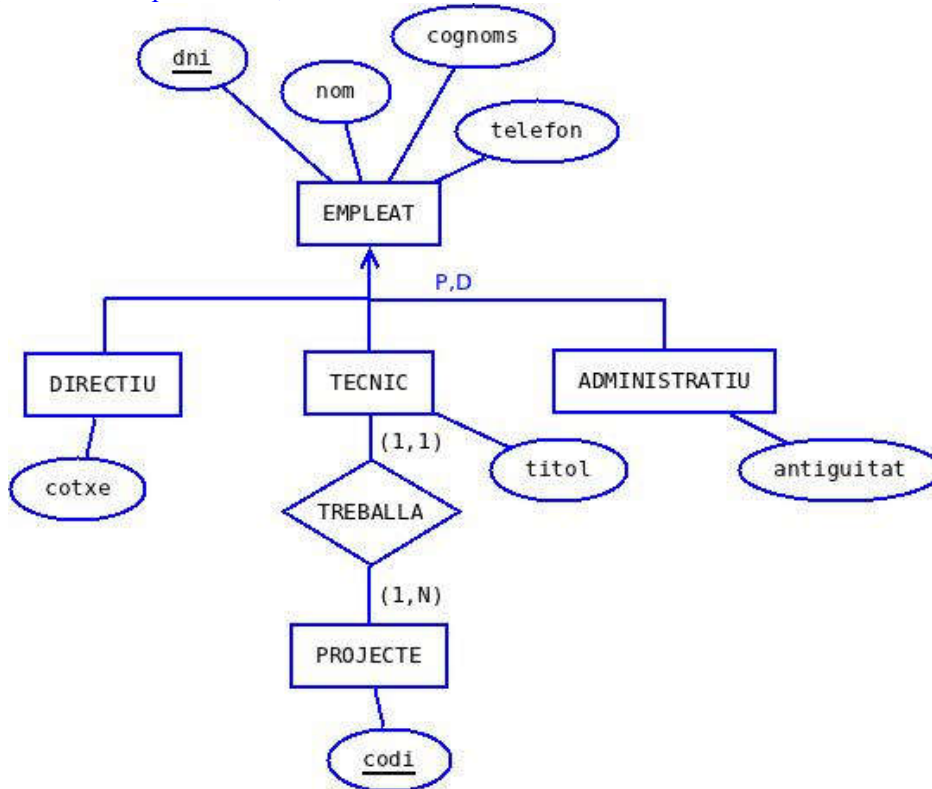 cognoms
dni
nom
telefon
EMPLEAT
P,D
DIRECTIU
TECNIC
ADMINISTRATIU
(1,1)
cotxe
titol
antiguitat
TREBALLA
(1,N)
PROJECTE
codi